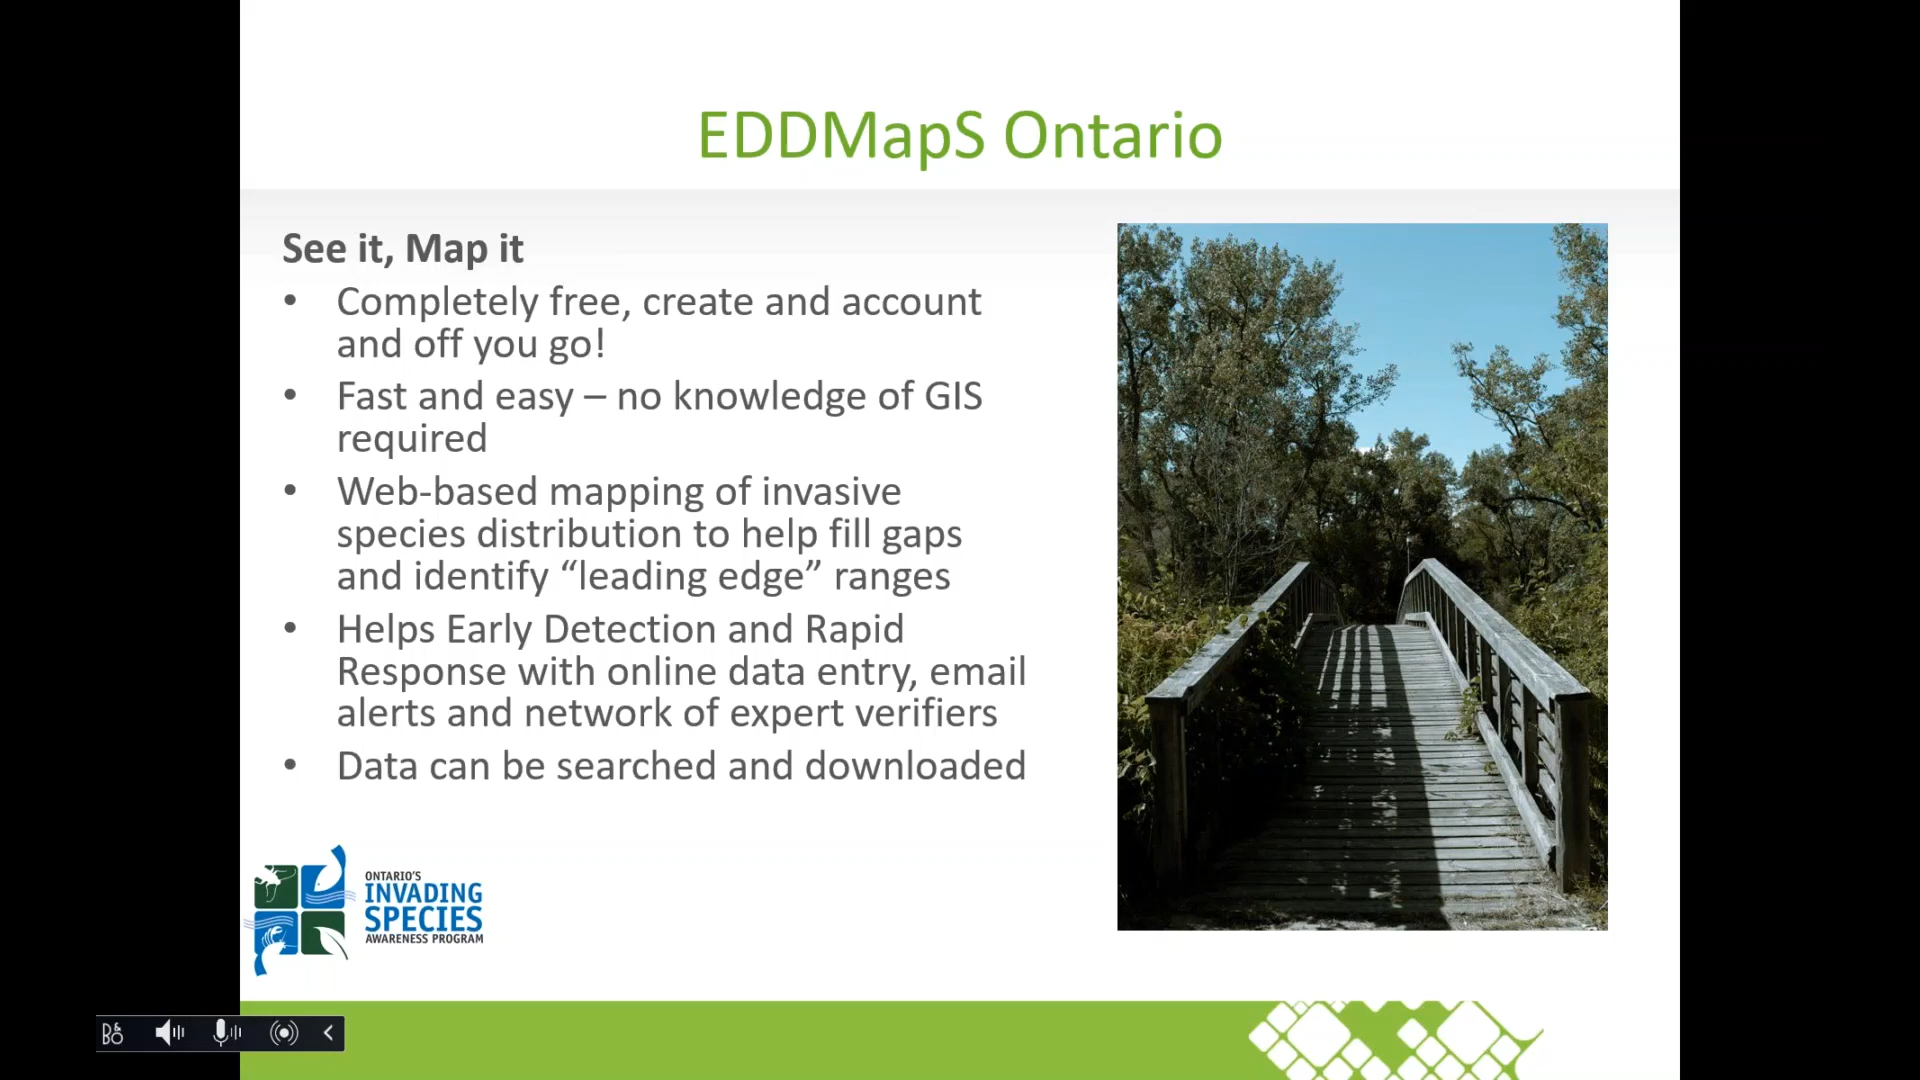 EDDMapS Ontario
See it, Map it
• Completely free, create and account
and off you go!
• Fast and easy – no knowledge of GIS
required
• Web-based mapping of invasive
species distribution to help fill gaps
and identify “leading edge” ranges
• Helps Early Detection and Rapid
Response with online data entry, email
alerts and network of expert verifiers
• Data can be searched and downloaded
ONTARIO'S
INVADING
SPECIES
AWARENESS PROGRAM
B&O